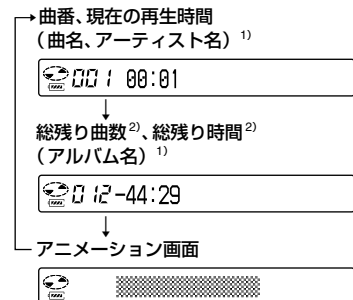 曲番、現在の再生時間
（曲名、アーティスト名）1)
001 00:01
総残り曲数2)、総残り時間2)
（アルバム名）1)
012-44:29
アニメーション画面